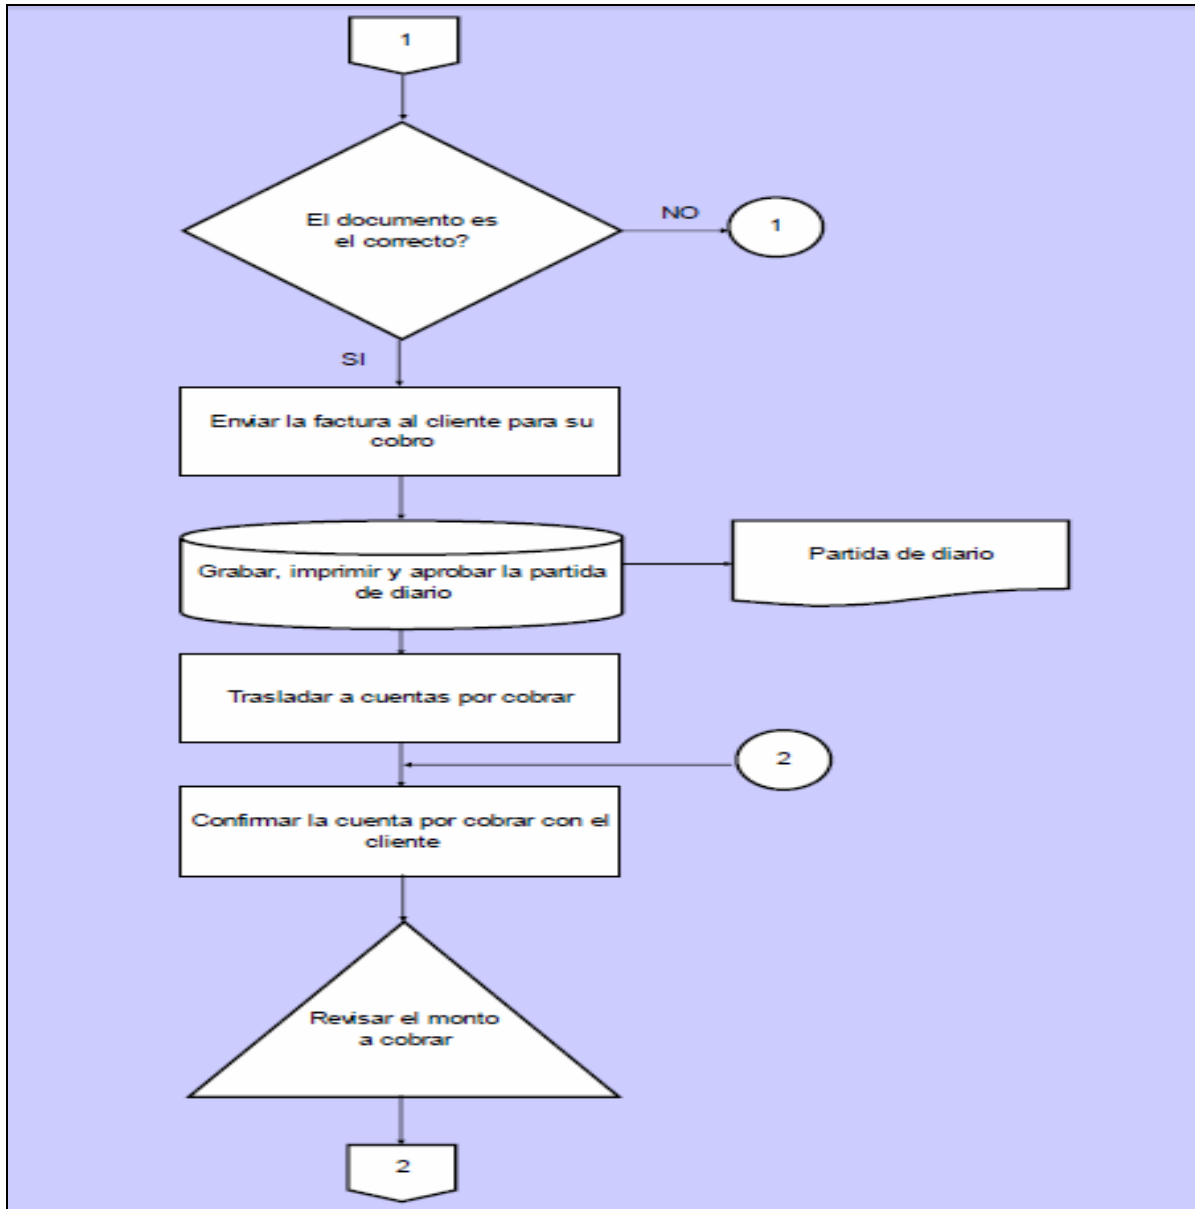 1
El documento es
el correcto?
NO
1
SI
Enviar la factura al cliente para su
cobro
Grabar, imprimir y aprobar la partida
de diario
Partida de diario
Trasladar a cuentas por cobrar
2
Confirmar la cuenta por cobrar con el
cliente
Revisar el monto
a cobrar
2